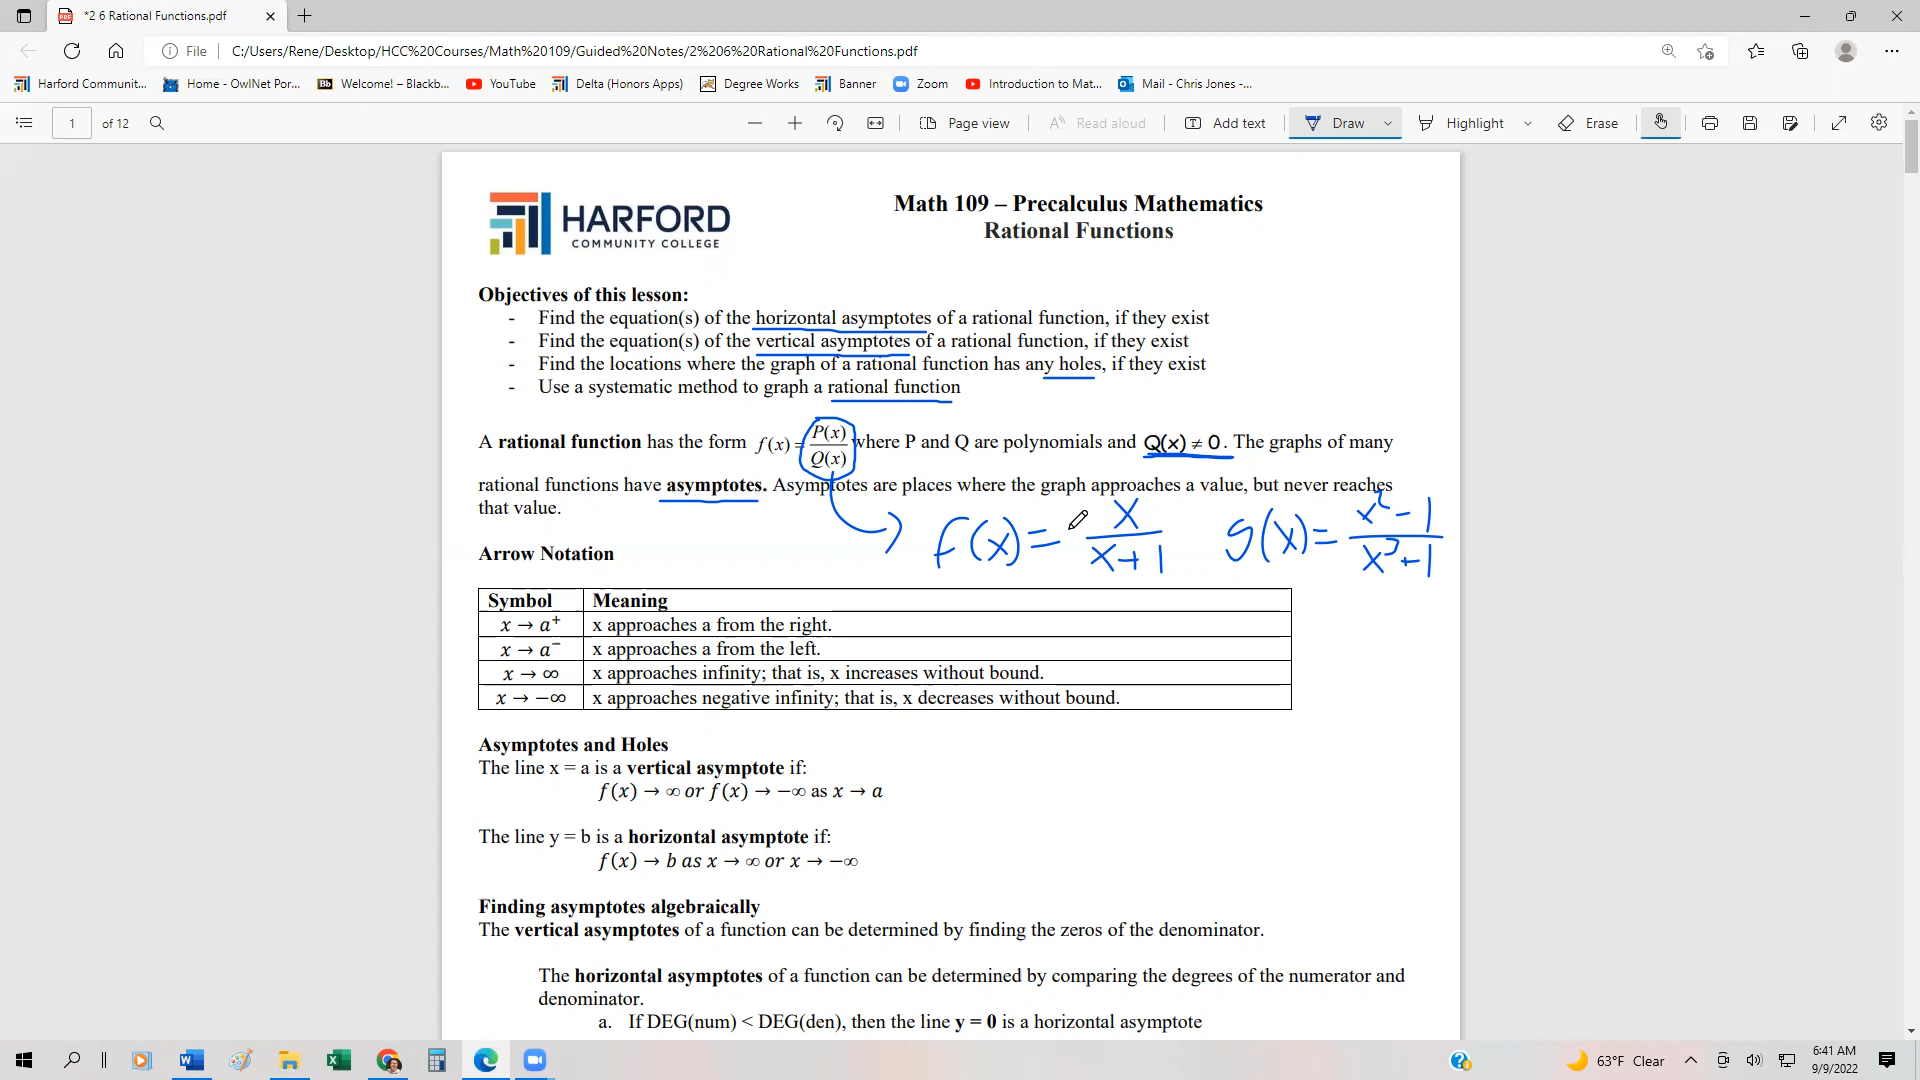 *2 6 Rational Functions.pdf
File C:/Users/Rene/Desktop/HCC%20Courses/Math%20109/Guided%20Notes/2%206%20Rational%20Functions.pdf
Harford Communit... Home - OwlNet Por... Bb Welcome! – Blackb... YouTube Delta (Honors Apps) Degree Works Banner Zoom Introduction to Mat... Mail - Chris Jones -...
1 of 12 Page view Read aloud Add text Draw Highlight Erase
HARFORD
COMMUNITY COLLEGE
Math 109 – Precalculus Mathematics
Rational Functions
Objectives of this lesson:
- Find the equation(s) of the horizontal asymptotes of a rational function, if they exist
- Find the equation(s) of the vertical asymptotes of a rational function, if they exist
- Find the locations where the graph of a rational function has any holes, if they exist
- Use a systematic method to graph a rational function
A rational function has the form f(x) = P(x)/Q(x) where P and Q are polynomials and Q(x) ≠ 0. The graphs of many
rational functions have asymptotes. Asymptotes are places where the graph approaches a value, but never reaches
that value.
f(x) = x/(x+1) g(x) = (x²-1)/(x³+1)
Arrow Notation
Symbol Meaning
x → a⁺ x approaches a from the right.
x → a⁻ x approaches a from the left.
x → ∞ x approaches infinity; that is, x increases without bound.
x → −∞ x approaches negative infinity; that is, x decreases without bound.
Asymptotes and Holes
The line x = a is a vertical asymptote if:
f(x) → ∞ or f(x) → −∞ as x → a
The line y = b is a horizontal asymptote if:
f(x) → b as x → ∞ or x → −∞
Finding asymptotes algebraically
The vertical asymptotes of a function can be determined by finding the zeros of the denominator.
The horizontal asymptotes of a function can be determined by comparing the degrees of the numerator and
denominator.
a. If DEG(num) < DEG(den), then the line y = 0 is a horizontal asymptote
63°F Clear 6:41 AM
9/9/2022